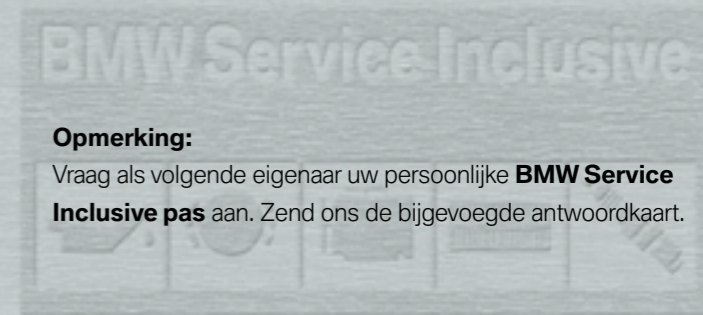 BMW Service Inclusive
Opmerking:
Vraag als volgende eigenaar uw persoonlijke BMW Service
Inclusive pas aan. Zend ons de bijgevoegde antwoordkaart.